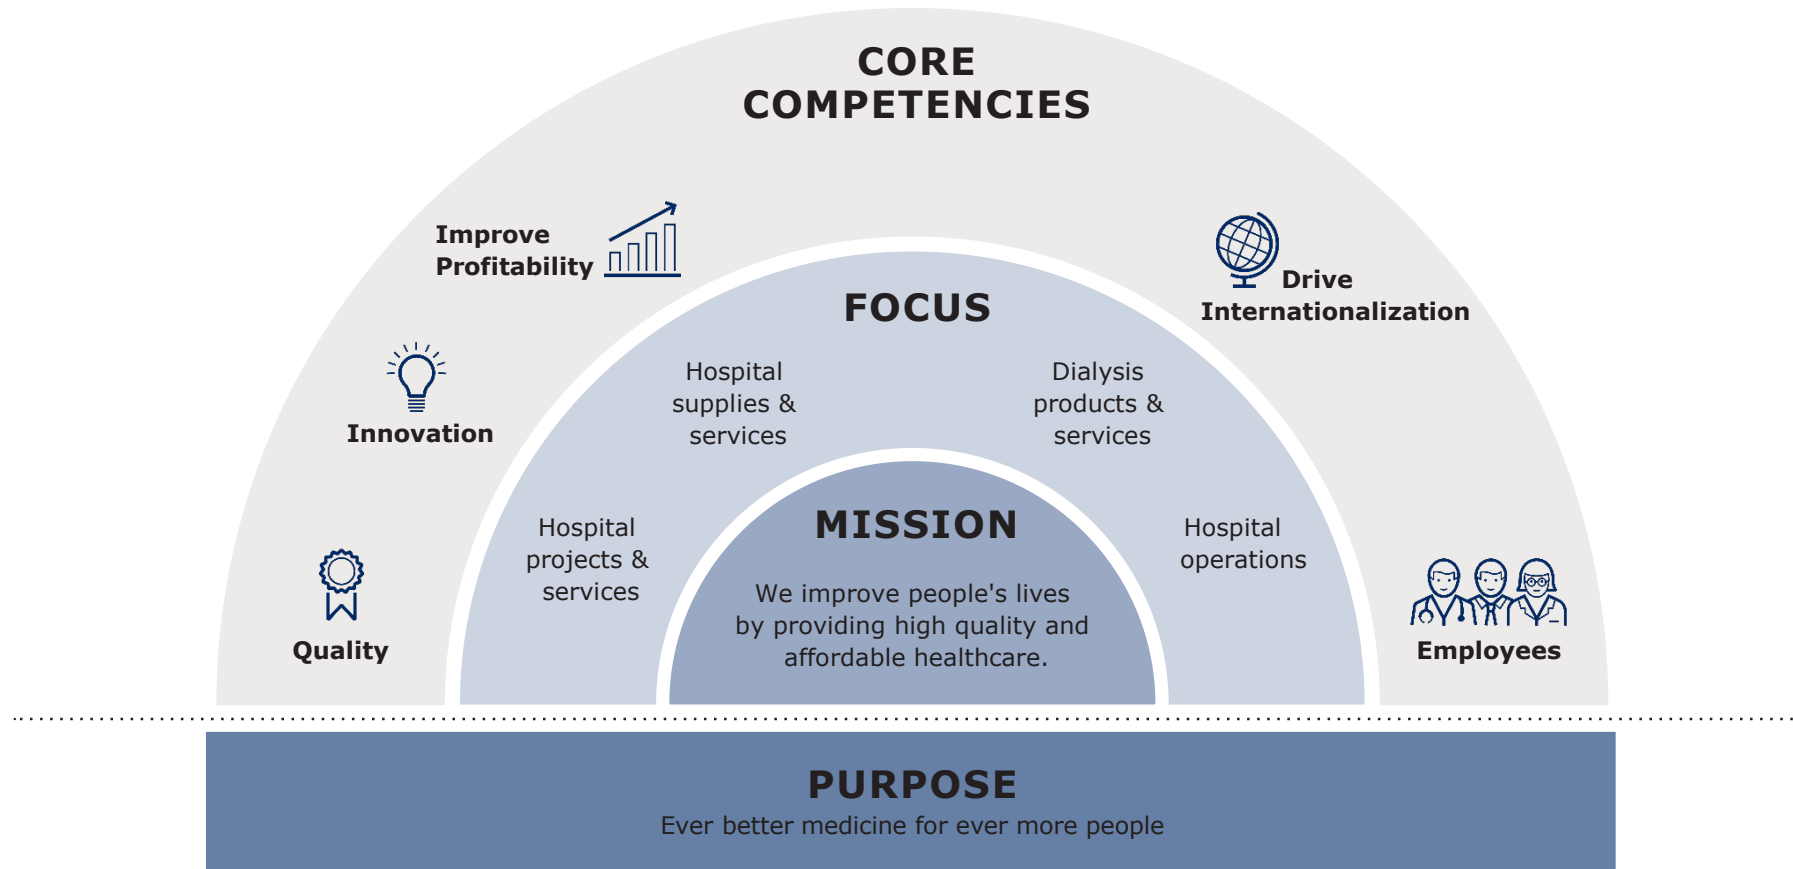 CORE
COMPETENCIES
Improve
Profitability
Drive
Internationalization
Innovation
Quality
Employees
FOCUS
Hospital
supplies &
services
Dialysis
products &
services
Hospital
projects &
services
Hospital
operations
MISSION
We improve people's lives
by providing high quality and
affordable healthcare.
PURPOSE
Ever better medicine for ever more people